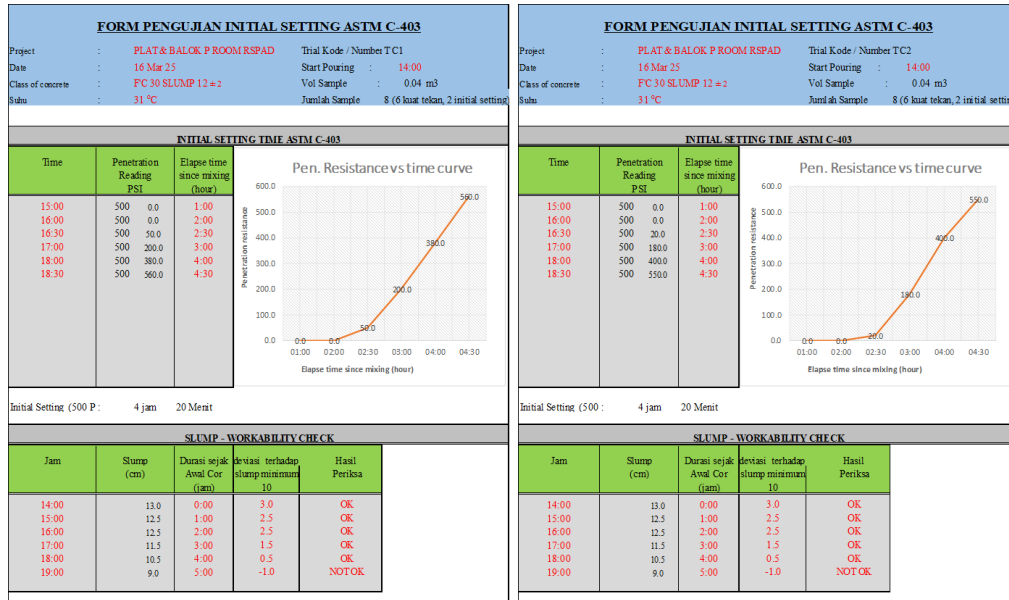 FORM PENGUJIAN INITIAL SETTING ASTM C-403
Project : PLAT & BALOK P ROOM RSPAD Trial Kode / Number TC1
Date : 16 Mar 25 Start Pouring : 14:00
Class of concrete : F'C 30 SLUMP 12 ± 2 Vol Sample 0.04 m3
Suhu : 31 °C Jumlah Sample 8 (6 kuat tekan, 2 initial setting)
INITIAL SETTING TIME ASTM C-403
Time Penetration Reading PSI Elapse time since mixing (hour)
15:00 500 0.0 1:00
16:00 500 0.0 2:00
16:30 500 50.0 2:30
17:00 500 200.0 3:00
18:00 500 380.0 4:00
18:30 500 560.0 4:30
Pen. Resistance vs time curve
Penetration resistance
600.0
500.0
400.0
300.0
200.0
100.0
0.0
0.0 0.0 50.0 200.0 380.0 560.0
01:00 02:00 02:30 03:00 04:00 04:30
Elapse time since mixing (hour)
Initial Setting (500 P : 4 jam 20 Menit
SLUMP - WORKABILITY CHECK
Jam Slump (cm) Durasi sejak Awal Cor (jam) deviasi terhadap slump minimum 10 Hasil Periksa
14:00 13.0 0:00 3.0 OK
15:00 12.5 1:00 2.5 OK
16:00 12.5 2:00 2.5 OK
17:00 11.5 3:00 1.5 OK
18:00 10.5 4:00 0.5 OK
19:00 9.0 5:00 -1.0 NOT OK
FORM PENGUJIAN INITIAL SETTING ASTM C-403
Project : PLAT & BALOK P ROOM RSPAD Trial Kode / Number TC2
Date : 16 Mar 25 Start Pouring : 14:00
Class of concrete : F'C 30 SLUMP 12 ± 2 Vol Sample 0.04 m3
Suhu : 31 °C Jumlah Sample 8 (6 kuat tekan, 2 initial settin
INITIAL SETTING TIME ASTM C-403
Time Penetration Reading PSI Elapse time since mixing (hour)
15:00 500 0.0 1:00
16:00 500 0.0 2:00
16:30 500 20.0 2:30
17:00 500 180.0 3:00
18:00 500 400.0 4:00
18:30 500 550.0 4:30
Pen. Resistance vs time curve
Penetration resistance
600.0
500.0
400.0
300.0
200.0
100.0
0.0
0.0 0.0 20.0 180.0 400.0 550.0
01:00 02:00 02:30 03:00 04:00 04:30
Elapse time since mixing (hour)
Initial Setting (500 : 4 jam 20 Menit
SLUMP - WORKABILITY CHECK
Jam Slump (cm) Durasi sejak Awal Cor (jam) deviasi terhadap slump minimum 10 Hasil Periksa
14:00 13.0 0:00 3.0 OK
15:00 12.5 1:00 2.5 OK
16:00 12.5 2:00 2.5 OK
17:00 11.5 3:00 1.5 OK
18:00 10.5 4:00 0.5 OK
19:00 9.0 5:00 -1.0 NOT OK